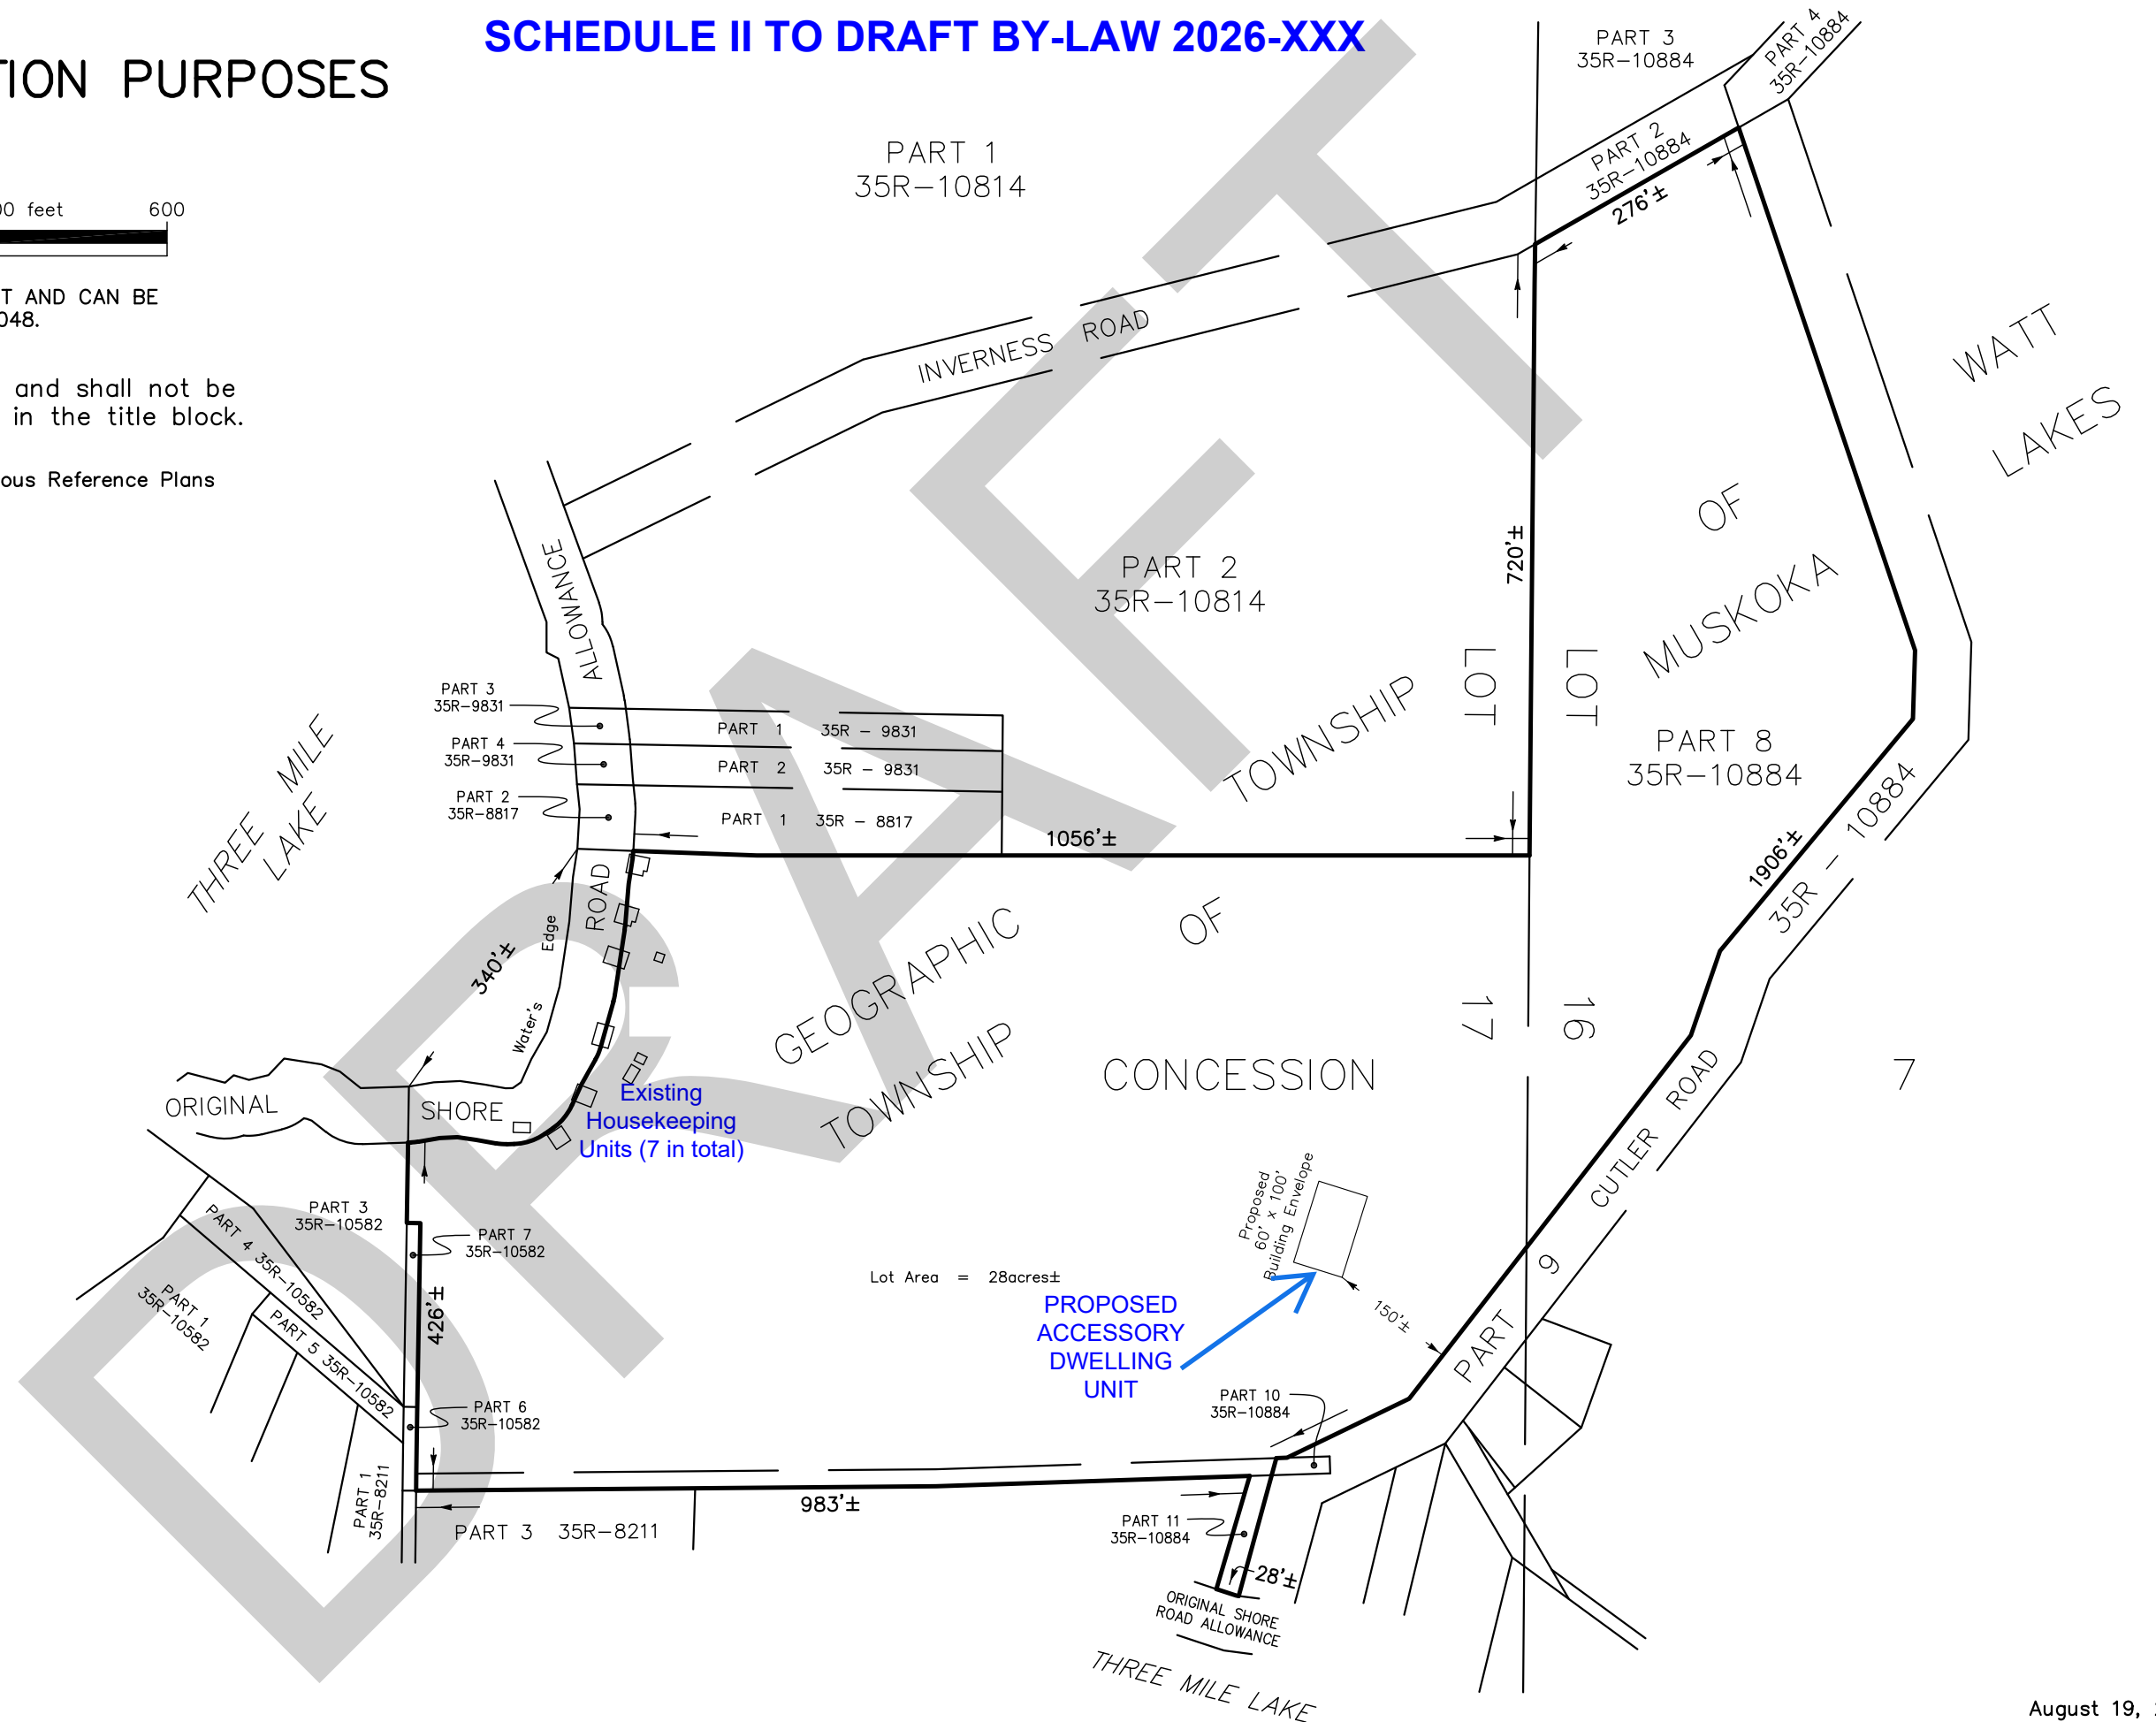 SCHEDULE II TO DRAFT BY-LAW 2026-XXX
PURPOSES
feet 600
AND CAN BE
and shall not be
in the title block.
Reference Plans
PART 1
35R-10814
PART 3
35R-10884
PART 4
35R-10884
PART 2
35R-10884
276'±
INVERNESS ROAD
WATT
LAKES
OF
MUSKOKA
TOWNSHIP
720'±
PART 2
35R-10814
LOT
LOT
PART 8
35R-10884
ALLOWANCE
PART 3
35R-9831
PART 4
35R-9831
PART 2
35R-8817
PART 1 35R - 9831
PART 2 35R - 9831
PART 1 35R - 8817
1056'±
THREE MILE
LAKE
1906'±
35R - 10884
ROAD
Water's Edge
340'±
GEOGRAPHIC
TOWNSHIP
OF
17
16
CONCESSION
7
ORIGINAL SHORE
Existing
Housekeeping
Units (7 in total)
CUTLER ROAD
PART 9
Proposed
60' x 100'
Building Envelope
150'±
PART 3
35R-10582
PART 7
35R-10582
PART 4 35R-10582
PART 1
35R-10582
PART 5 35R-10582
426'±
Lot Area = 28acres±
PROPOSED
ACCESSORY
DWELLING
UNIT
PART 6
35R-10582
PART 10
35R-10884
PART 1
35R-8211
PART 3 35R-8211
983'±
PART 11
35R-10884
28'±
ORIGINAL SHORE
ROAD ALLOWANCE
THREE MILE LAKE
August 19,
DRAFT